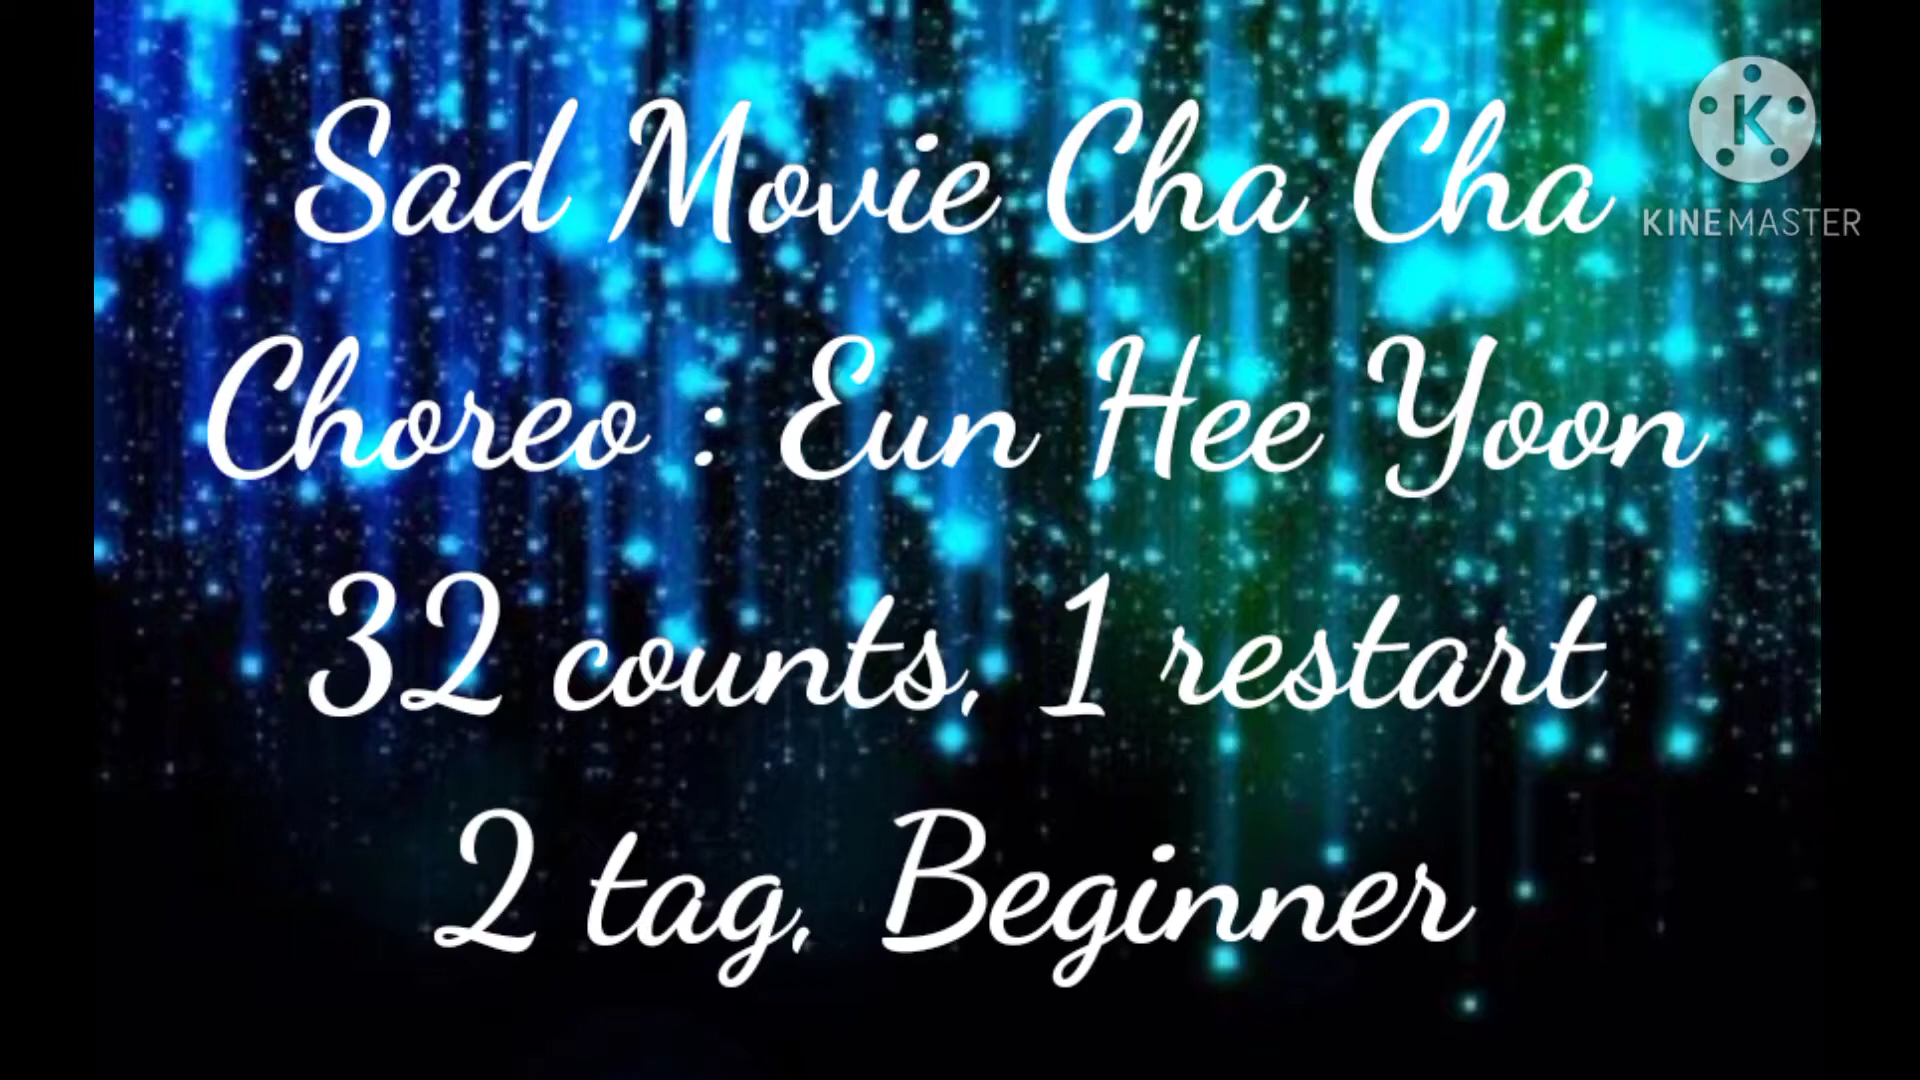 Sad Movie Cha Cha
K
KINEMASTER
Choreo : Eun Hee Yoon
32 counts, 1 restart
2 tag, Beginner